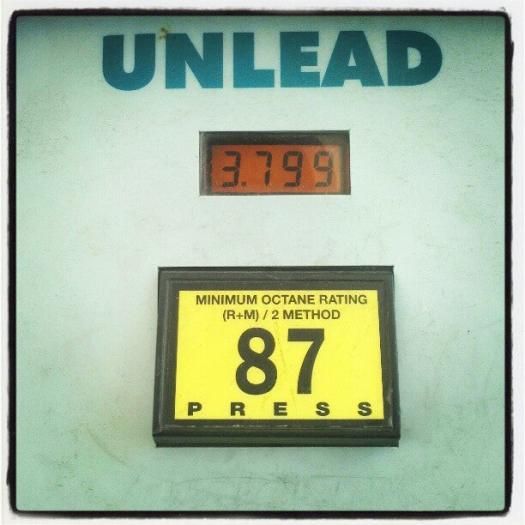 UNLEAD
3.799
MINIMUM OCTANE RATING
(R+M) / 2 METHOD
87
PRESS